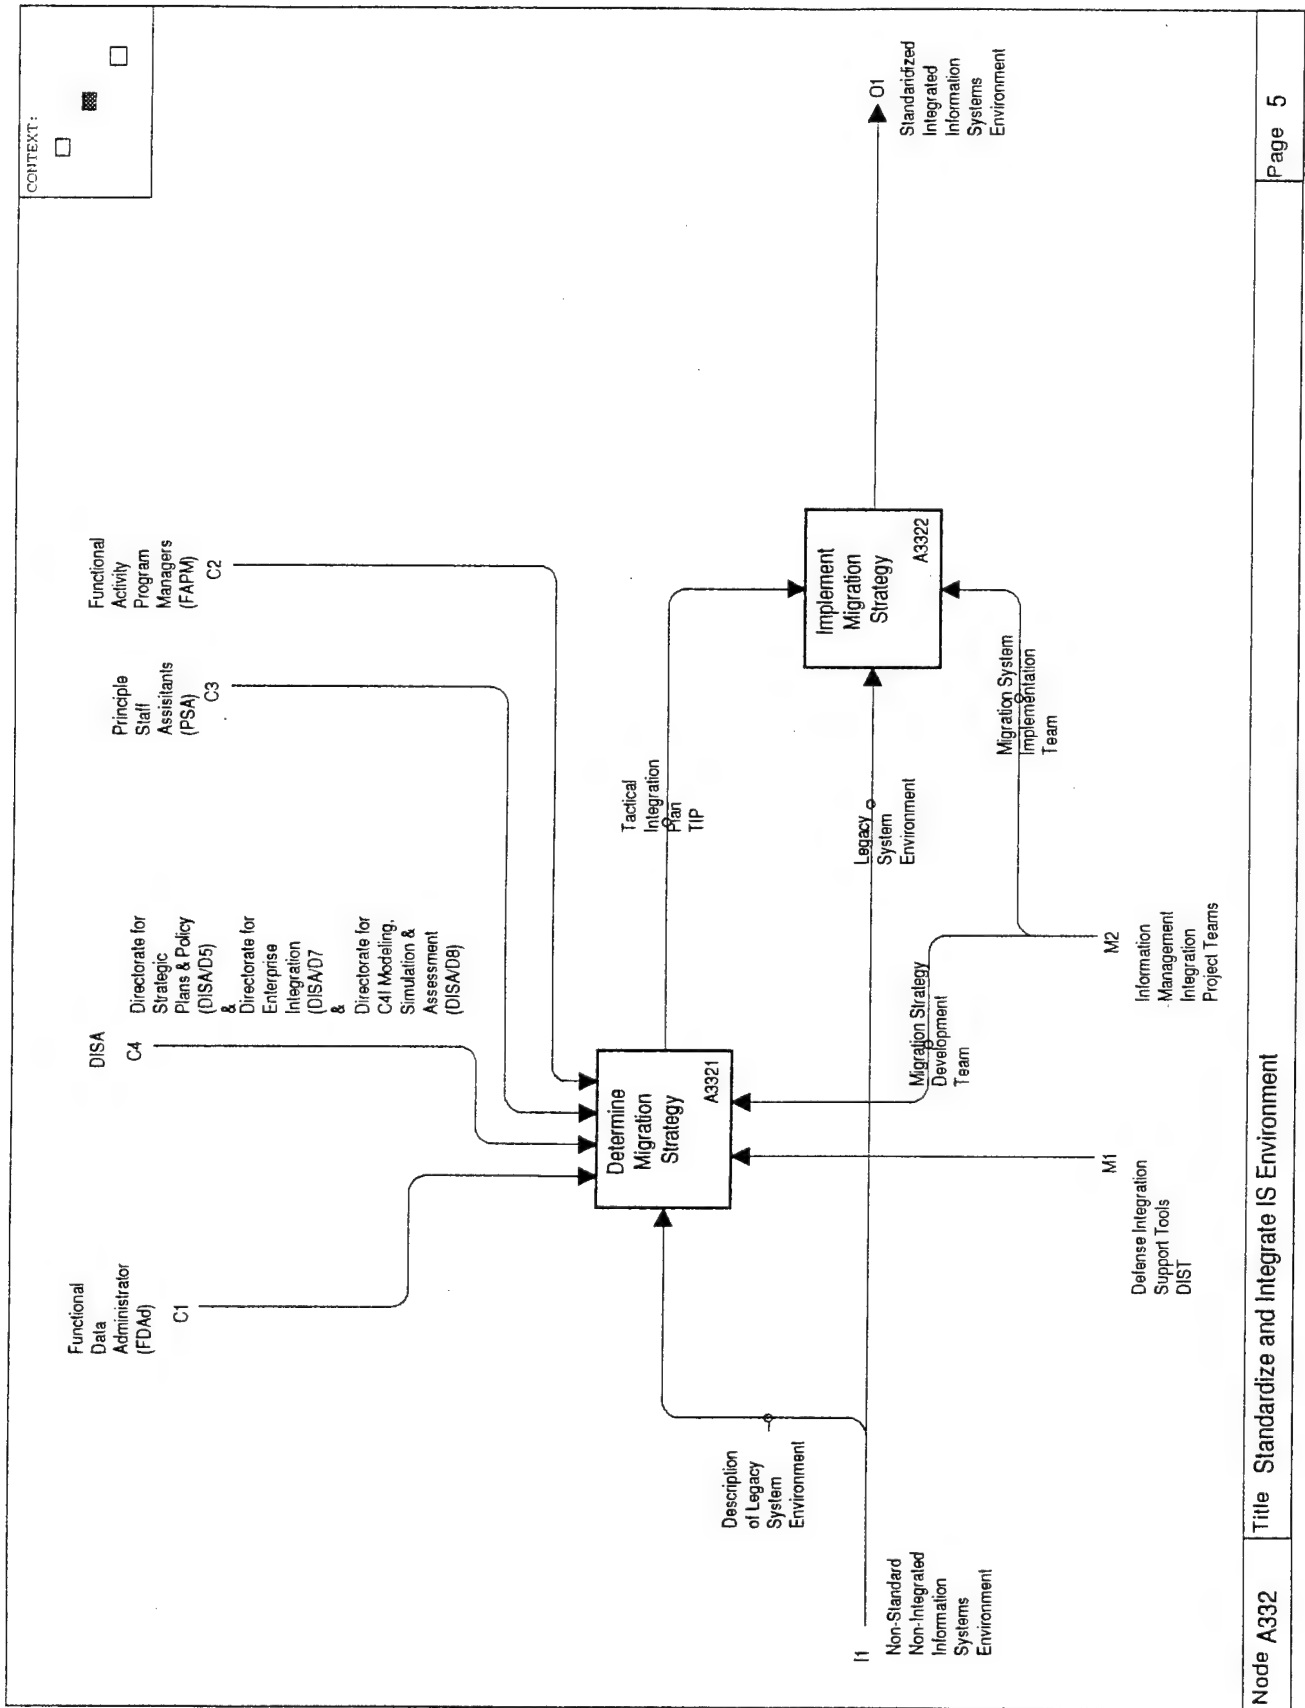 CONTEXT:
Functional
Data
Administrator
(FDAd)
C1
DISA
C4
Directorate for
Strategic
Plans & Policy
(DISA/D5)
&
Directorate for
Enterprise
Integration
(DISA/D7
&
Directorate for
C4I Modeling,
Simulation &
Assessment
(DISA/D8)
Principle
Staff
Assisitants
(PSA)
C3
Functional
Activity
Program
Managers
(FAPM)
C2
Description
of Legacy
System
Environment
Determine
Migration
Strategy
A3321
Tactical
Integration
Plan
TIP
Implement
Migration
Strategy
A3322
O1
Standaridized
Integrated
Information
Systems
Environment
Legacy
System
Environment
I1
Non-Standard
Non-Integrated
Information
Systems
Environment
Migration Strategy
Development
Team
Migration System
Implementation
Team
M1
Defense Integration
Support Tools
DIST
M2
Information
Management
Integration
Project Teams
Node A332
Title Standardize and Integrate IS Environment
Page 5